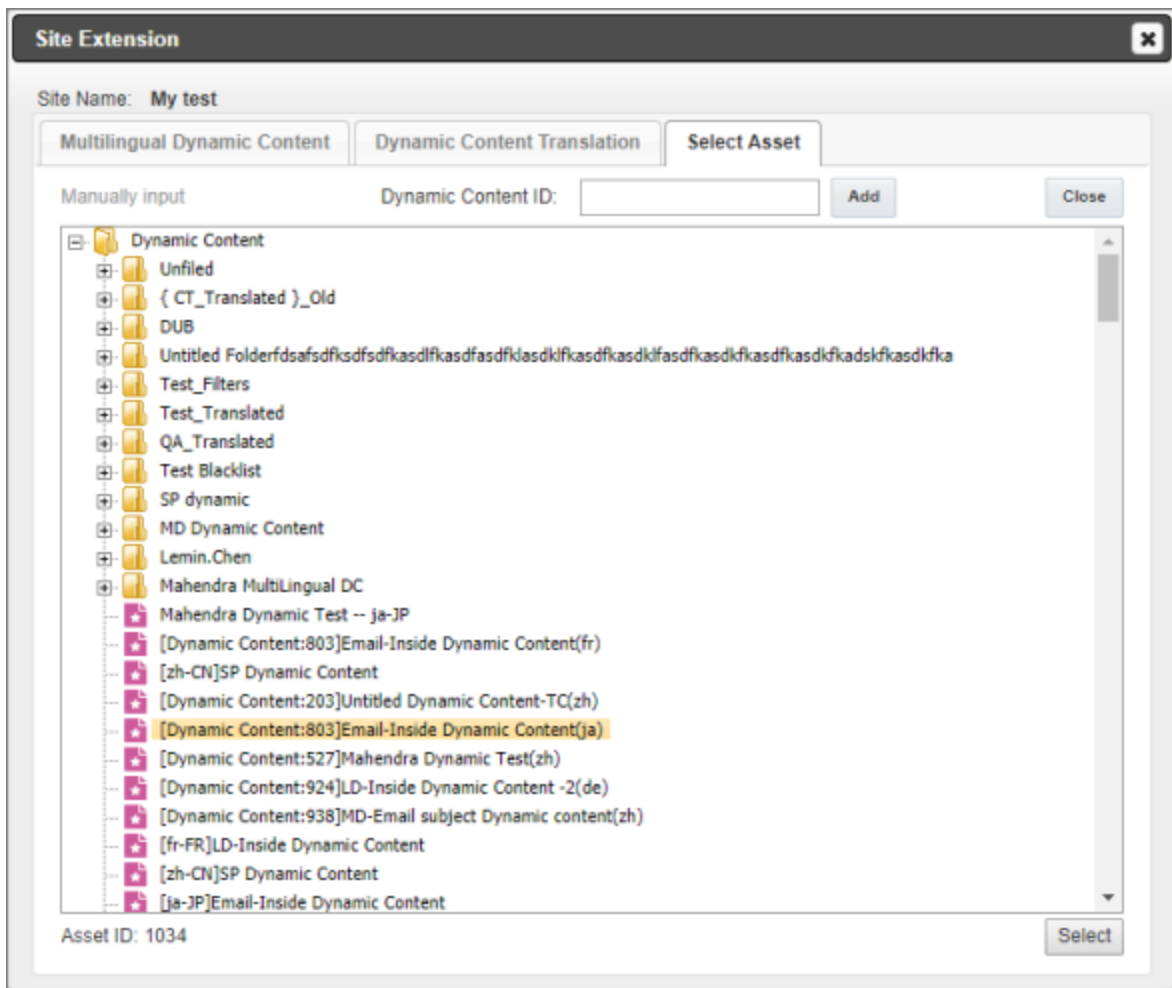 Site Extension
Site Name: My test
Multilingual Dynamic Content Dynamic Content Translation Select Asset
Manually input Dynamic Content ID: Add Close
Dynamic Content
Unfiled
{ CT_Translated }_Old
DUB
Untitled Folderfdsafsdfksdfsdfkasdlfkasdfasdfklasdklfkasdfkasdklfasdfkasdkfkasdfkasdkfkadskfkasdkfka
Test_Filters
Test_Translated
QA_Translated
Test Blacklist
SP dynamic
MD Dynamic Content
Lemin.Chen
Mahendra MultiLingual DC
Mahendra Dynamic Test -- ja-JP
[Dynamic Content:803]Email-Inside Dynamic Content(fr)
[zh-CN]SP Dynamic Content
[Dynamic Content:203]Untitled Dynamic Content-TC(zh)
[Dynamic Content:803]Email-Inside Dynamic Content(ja)
[Dynamic Content:527]Mahendra Dynamic Test(zh)
[Dynamic Content:924]LD-Inside Dynamic Content -2(de)
[Dynamic Content:938]MD-Email subject Dynamic content(zh)
[fr-FR]LD-Inside Dynamic Content
[zh-CN]SP Dynamic Content
[ja-JP]Email-Inside Dynamic Content
Asset ID: 1034 Select